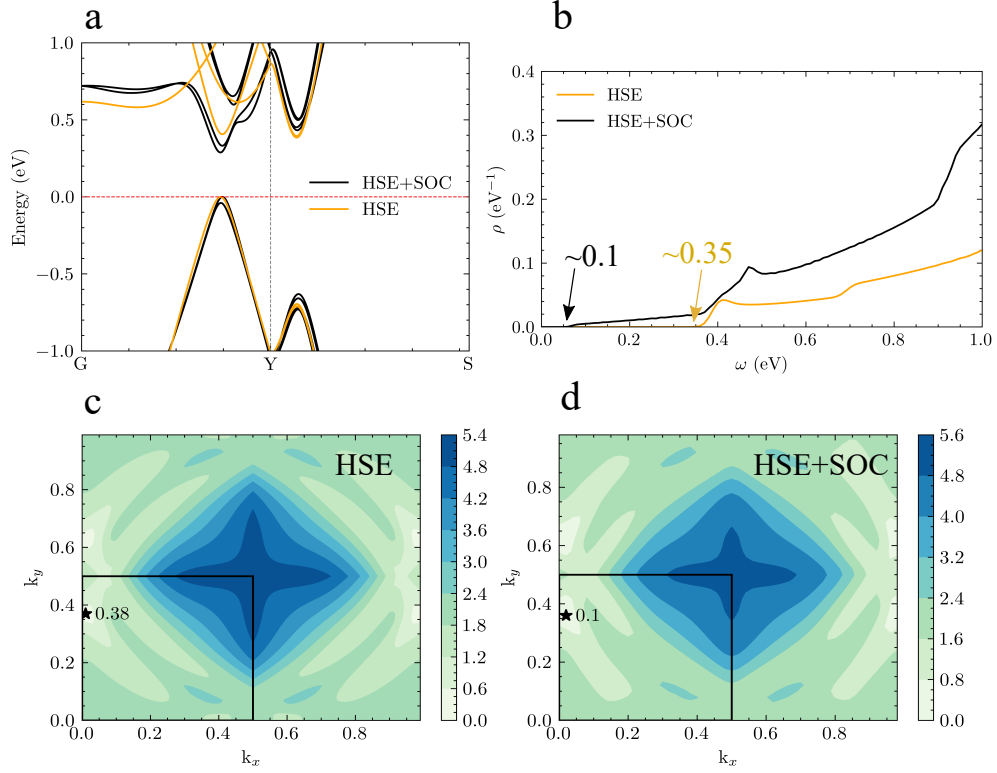 a
1.0
0.5
0.0
−0.5
−1.0
Energy (eV)
G
Y
S
HSE+SOC
HSE
b
0.4
0.3
0.2
0.1
0.0
ρ (eV⁻¹)
0.0
0.2
0.4
0.6
0.8
1.0
ω (eV)
HSE
HSE+SOC
~0.1
~0.35
c
HSE
0.8
0.6
0.4
0.2
0.0
k_y
0.0
0.2
0.4
0.6
0.8
k_x
0.38
5.4
4.8
4.2
3.6
3.0
2.4
1.8
1.2
0.6
0.0
d
HSE+SOC
0.8
0.6
0.4
0.2
0.0
k_y
0.0
0.2
0.4
0.6
0.8
k_x
0.1
5.6
4.8
4.0
3.2
2.4
1.6
0.8
0.0